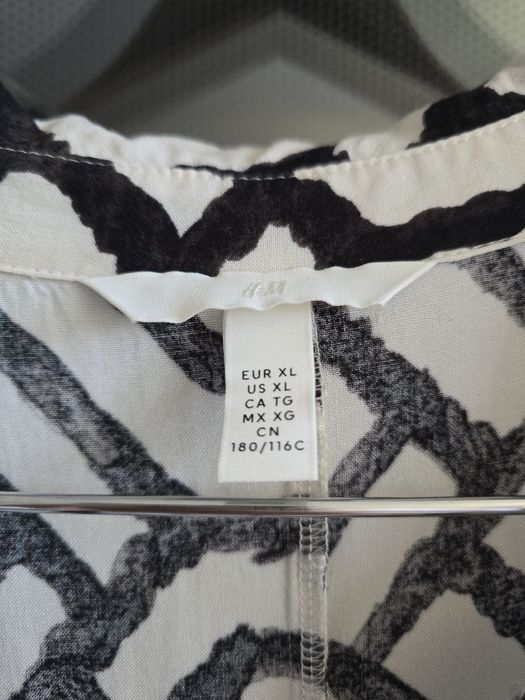 H&M
EUR XL
US XL
CA TG
MX XG
CN
180/116C